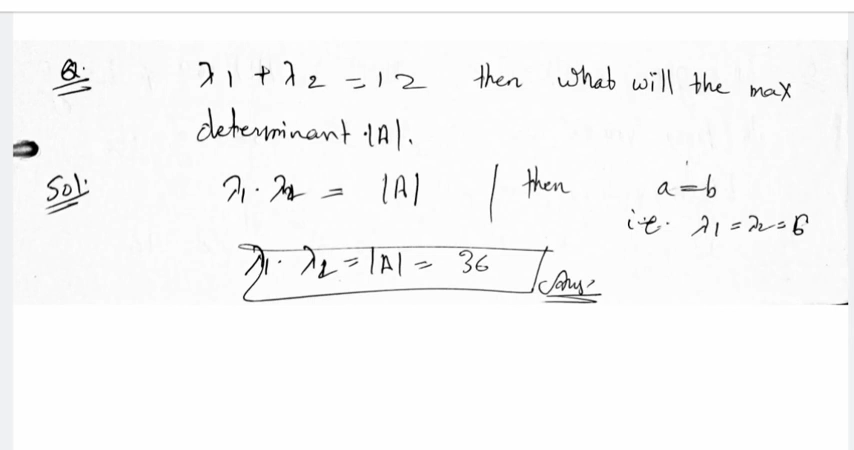 Q. λ1 + λ2 = 12 then what will the max
determinant |A|.
Sol: λ1 . λ2 = |A| | then a=b
i.e. λ1 = λ2 = 6
λ1 . λ2 = |A| = 36 Ans.